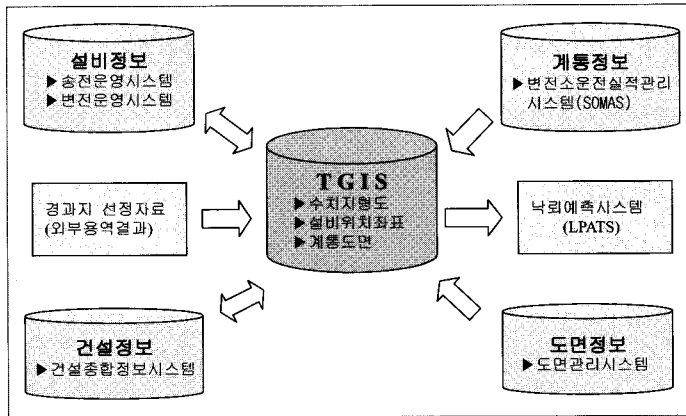 설비정보
▶송전운영시스템
▶변전운영시스템
계통정보
▶변전소운전실적관리
시스템(SOMAS)
TGIS
▶수치지형도
▶설비위치좌표
▶계통도면
경과지 선정자료
(외부용역결과)
낙뢰예측시스템
(LPATS)
건설정보
▶건설종합정보시스템
도면정보
▶도면관리시스템